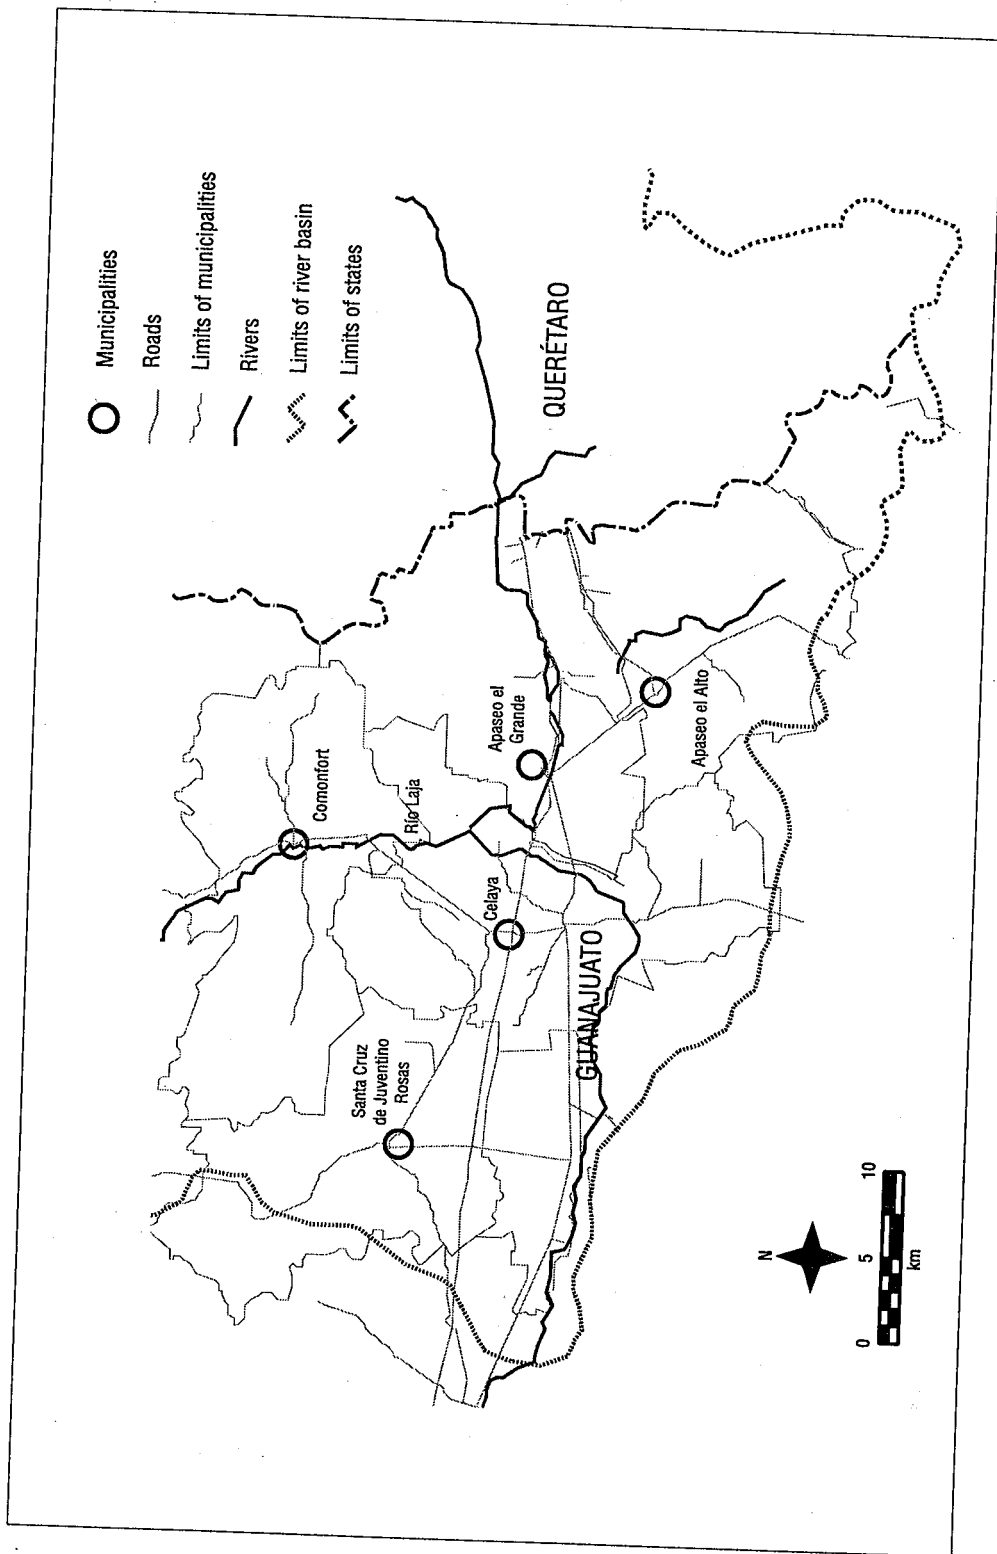 Municipalities
Roads
Limits of municipalities
Rivers
Limits of river basin
Limits of states
QUERÉTARO
Comonfort
Río Laja
Apaseo el
Grande
Apaseo el Alto
Celaya
GUANAJUATO
Santa Cruz
de Juventino
Rosas
N
0 5 10
km